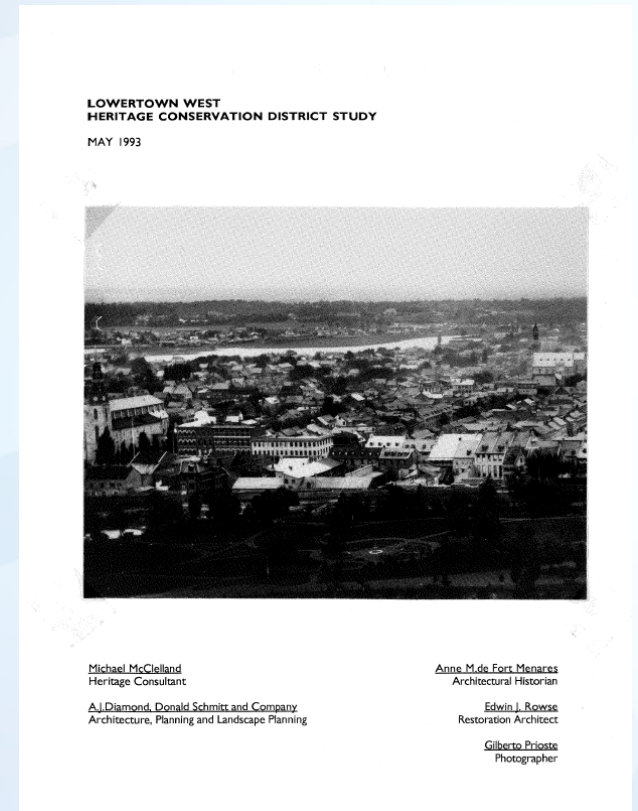 LOWERTOWN WEST
HERITAGE CONSERVATION DISTRICT STUDY
MAY 1993
Michael McClelland
Heritage Consultant
A.J.Diamond, Donald Schmitt and Company
Architecture, Planning and Landscape Planning
Anne M.de Fort Menares
Architectural Historian
Edwin J. Rowse
Restoration Architect
Gilberto Prioste
Photographer